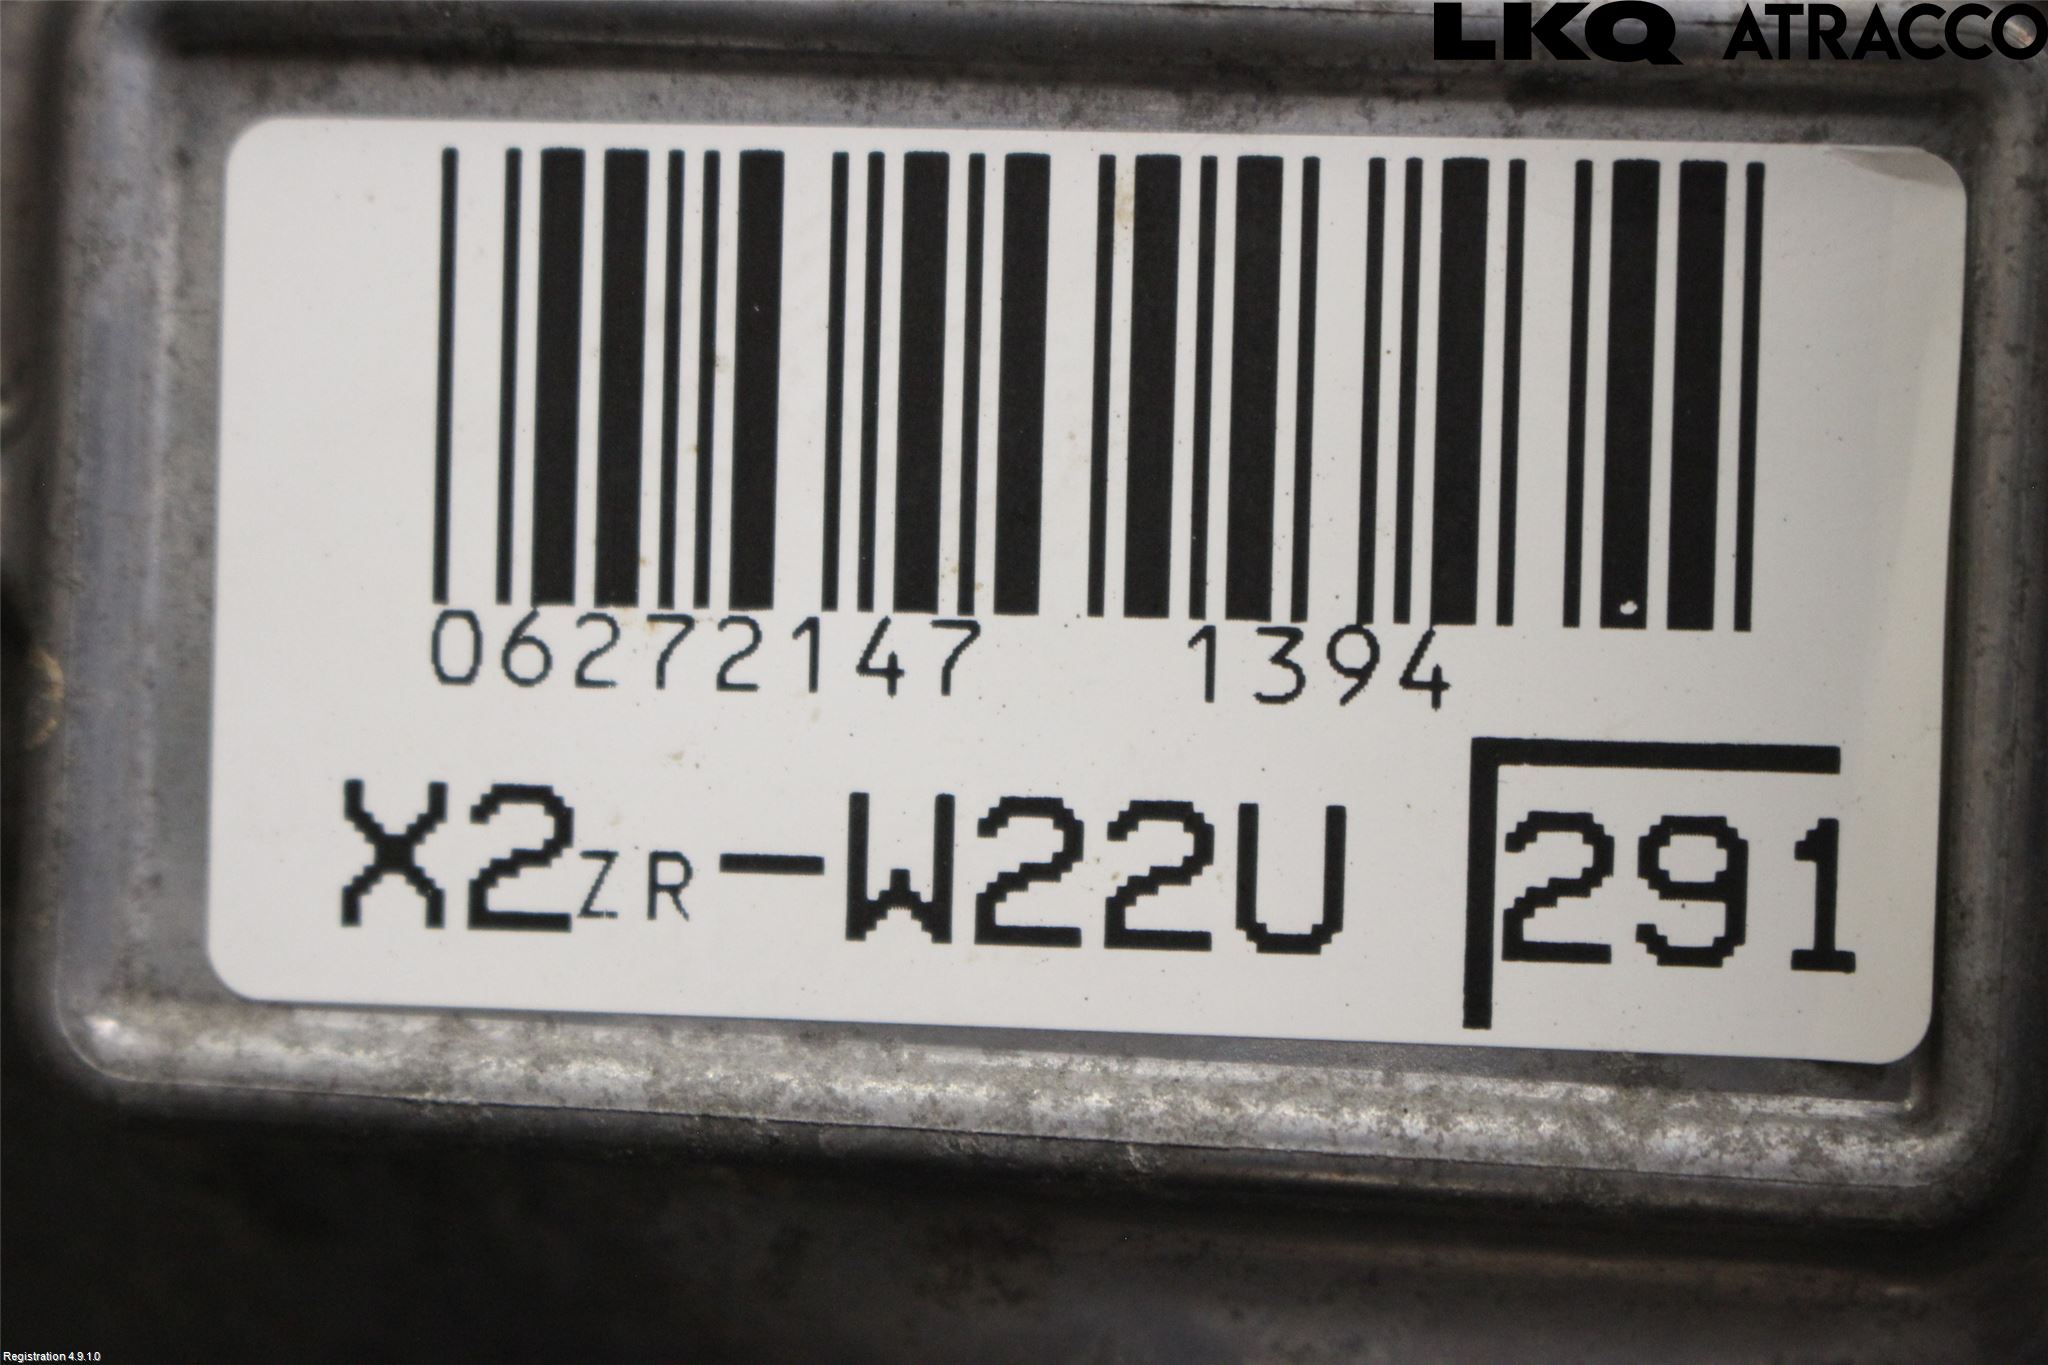 LKQ ATRACCO
06272147 1394
X2ZR-W22U 291
Registration 4.9.1.0